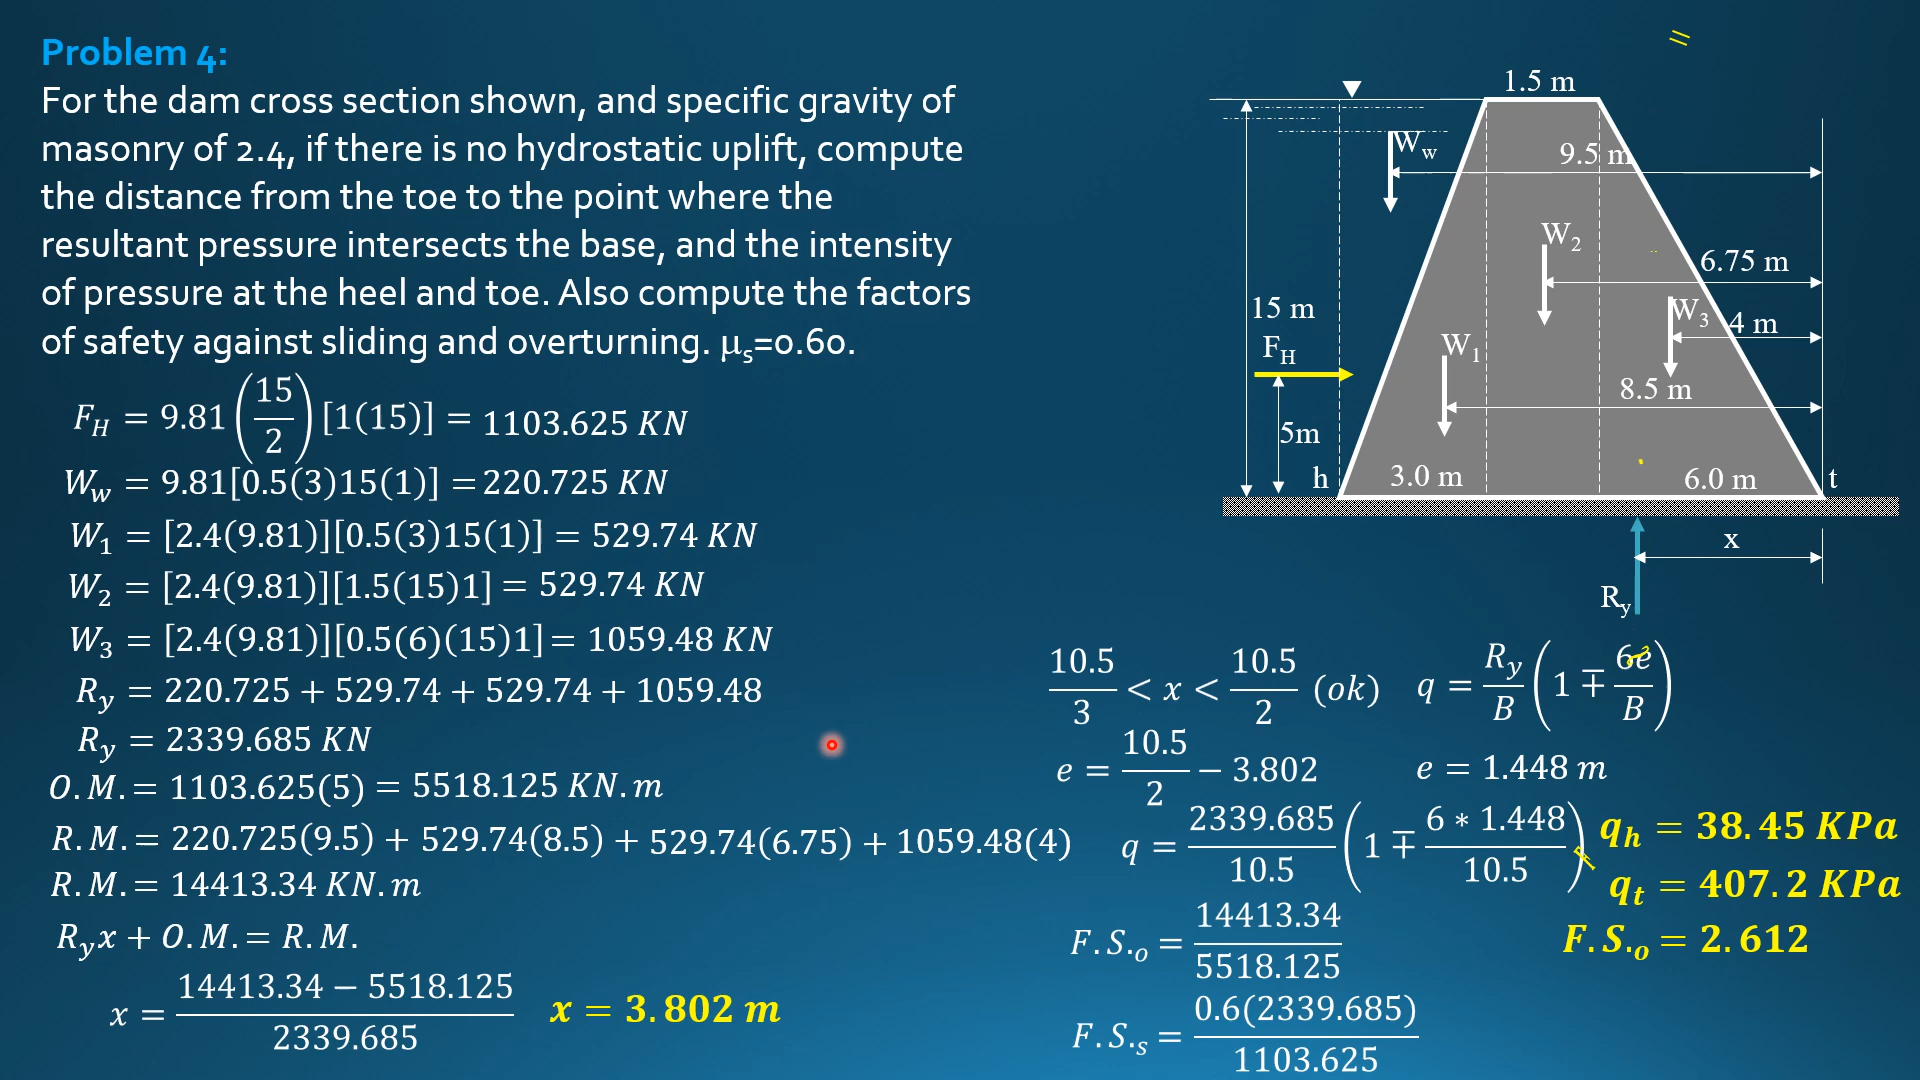 Problem 4:
For the dam cross section shown, and specific gravity of
masonry of 2.4, if there is no hydrostatic uplift, compute
the distance from the toe to the point where the
resultant pressure intersects the base, and the intensity
of pressure at the heel and toe. Also compute the factors
of safety against sliding and overturning. μₛ=0.60.
F_H = 9.81 (15/2) [1(15)] = 1103.625 KN
W_w = 9.81[0.5(3)15(1)] = 220.725 KN
W₁ = [2.4(9.81)][0.5(3)15(1)] = 529.74 KN
W₂ = [2.4(9.81)][1.5(15)1] = 529.74 KN
W₃ = [2.4(9.81)][0.5(6)(15)1] = 1059.48 KN
R_y = 220.725 + 529.74 + 529.74 + 1059.48
R_y = 2339.685 KN
O.M. = 1103.625(5) = 5518.125 KN.m
R.M. = 220.725(9.5) + 529.74(8.5) + 529.74(6.75) + 1059.48(4)
R.M. = 14413.34 KN.m
R_y x + O.M. = R.M.
x = (14413.34 − 5518.125)/2339.685
x = 3.802 m
=
1.5 m
W_w
9.5 m
W₂
6.75 m
15 m
W₃
4 m
F_H
W₁
8.5 m
5m
h
3.0 m
6.0 m
t
x
R_y
10.5/3 < x < 10.5/2 (ok)
q = R_y/B (1 ∓ 6e/B)
e = 10.5/2 − 3.802
e = 1.448 m
q = 2339.685/10.5 (1 ∓ (6 * 1.448)/10.5)
q_h = 38.45 KPa
q_t = 407.2 KPa
F.S._o = 14413.34/5518.125
F.S._o = 2.612
F.S._s = 0.6(2339.685)/1103.625